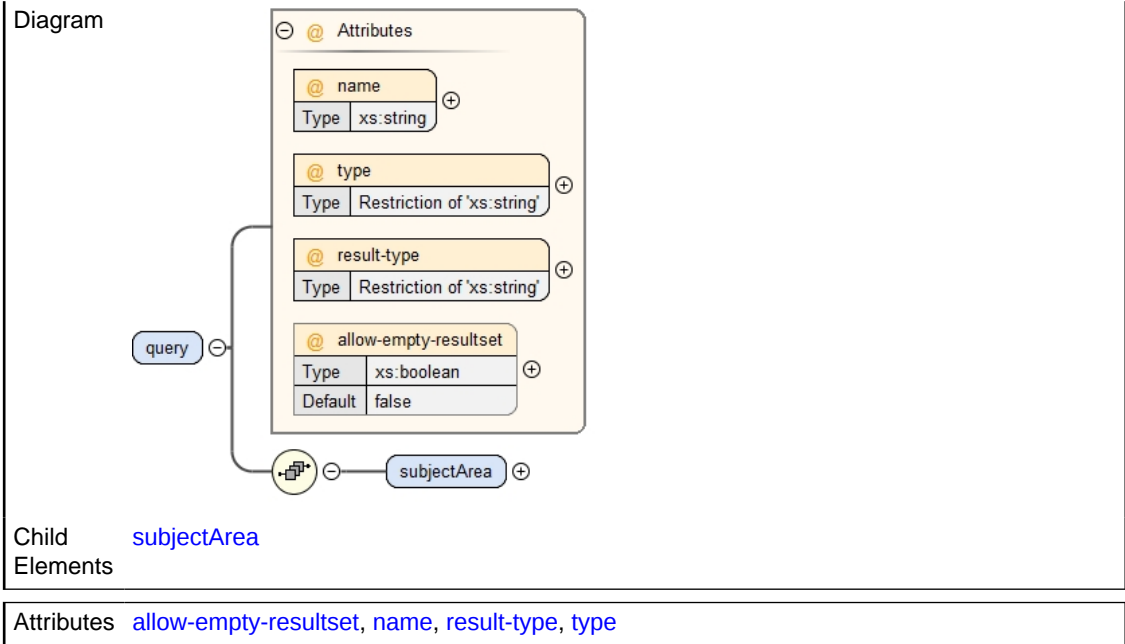 Diagram
@ Attributes
@ name
Type xs:string
@ type
Type Restriction of 'xs:string'
@ result-type
Type Restriction of 'xs:string'
@ allow-empty-resultset
Type xs:boolean
Default false
query
subjectArea
Child subjectArea
Elements
Attributes allow-empty-resultset, name, result-type, type